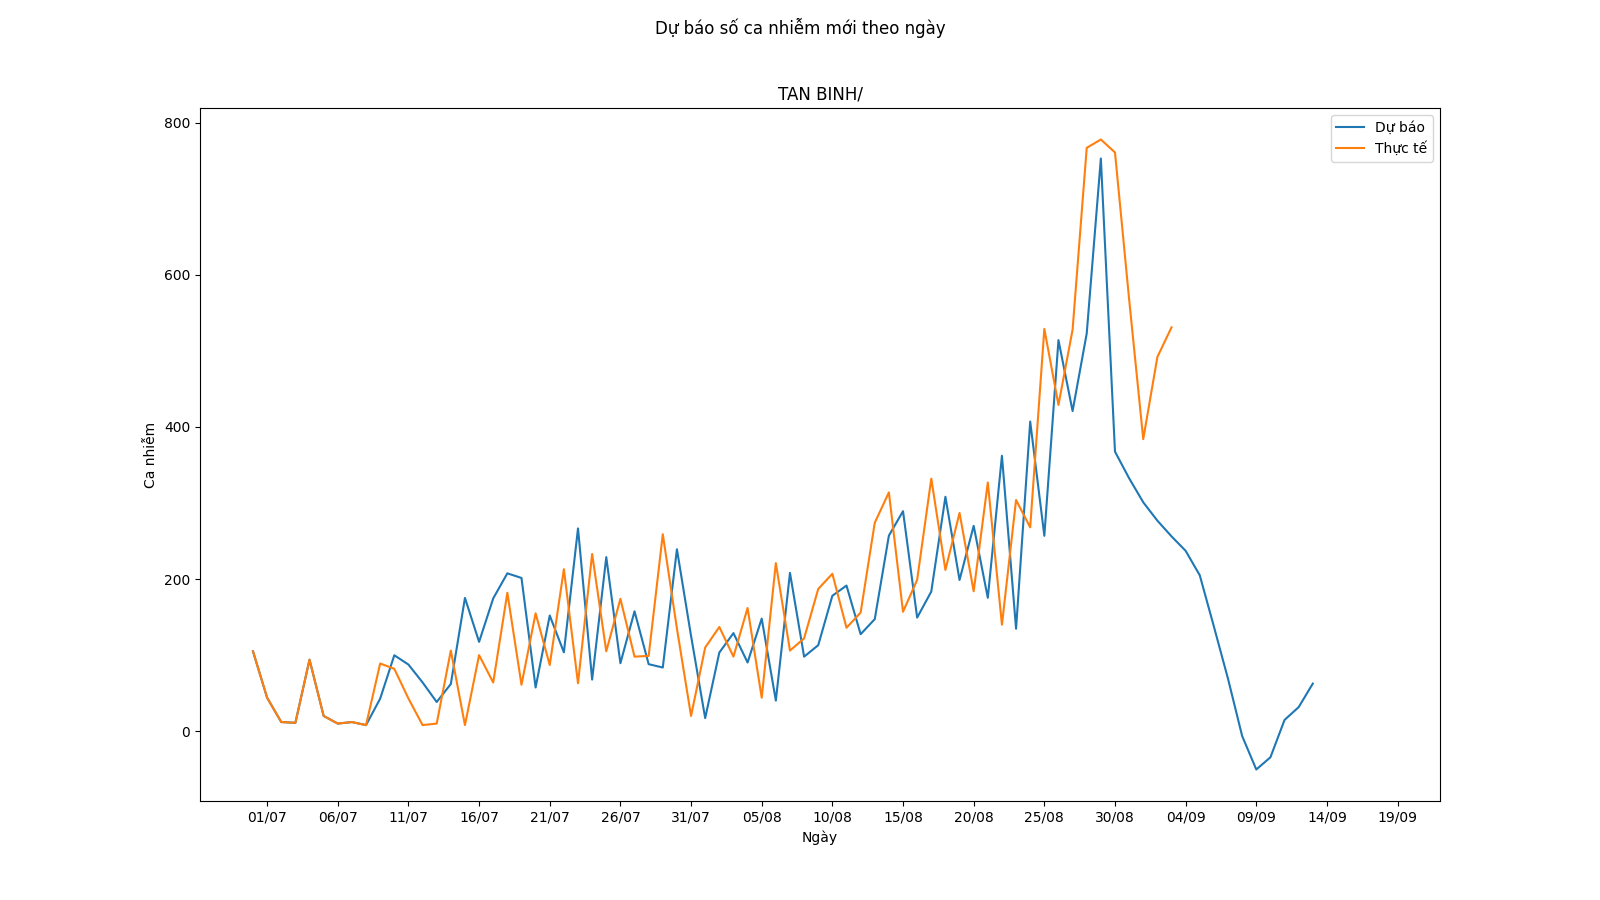 Dự báo số ca nhiễm mới theo ngày
TAN BINH/
Dự báo
Thực tế
800
600
400
200
0
Ca nhiễm
01/07 06/07 11/07 16/07 21/07 26/07 31/07 05/08 10/08 15/08 20/08 25/08 30/08 04/09 09/09 14/09 19/09
Ngày